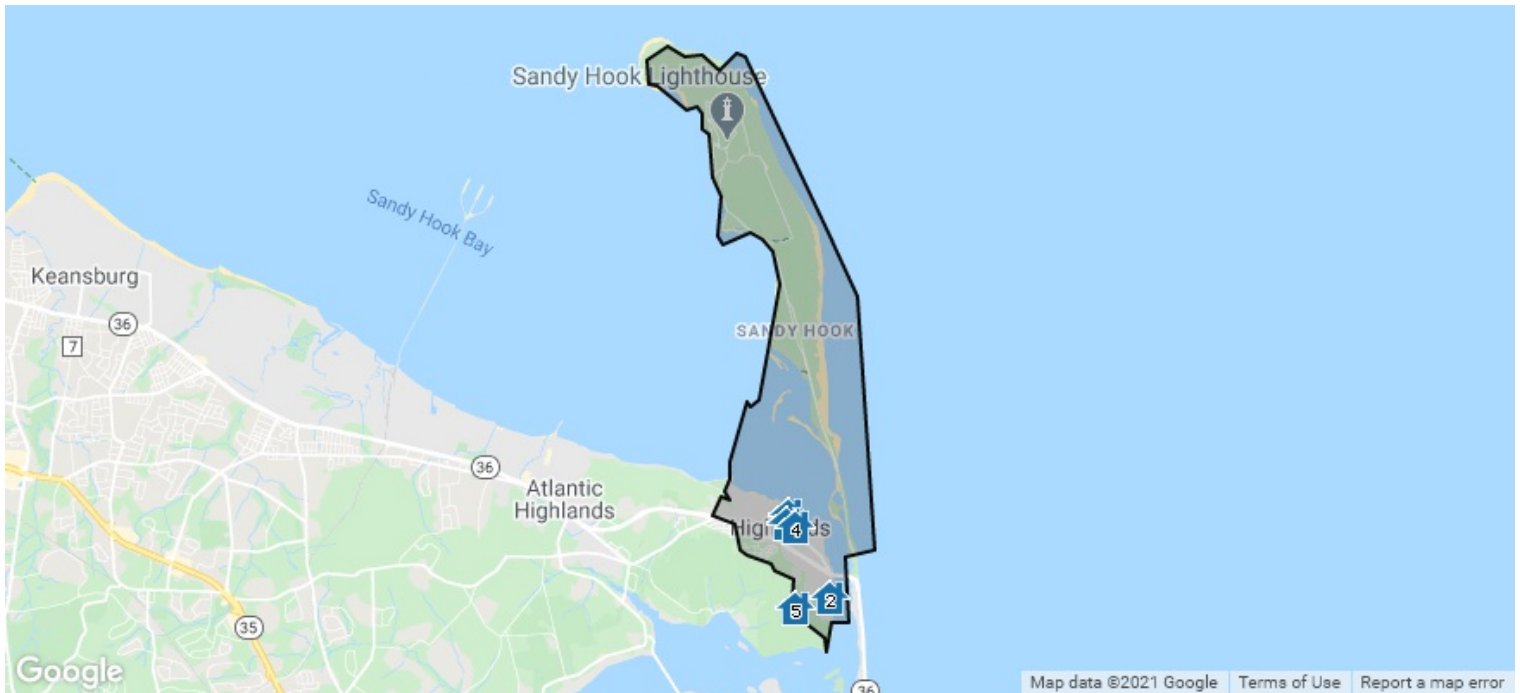 Sandy Hook Lighthouse
Sandy Hook Bay
Keansburg
36
7
SANDY HOOK
36
Atlantic
Highlands
Highlands
4
2
5
35
36
Google
Map data ©2021 Google
Terms of Use
Report a map error